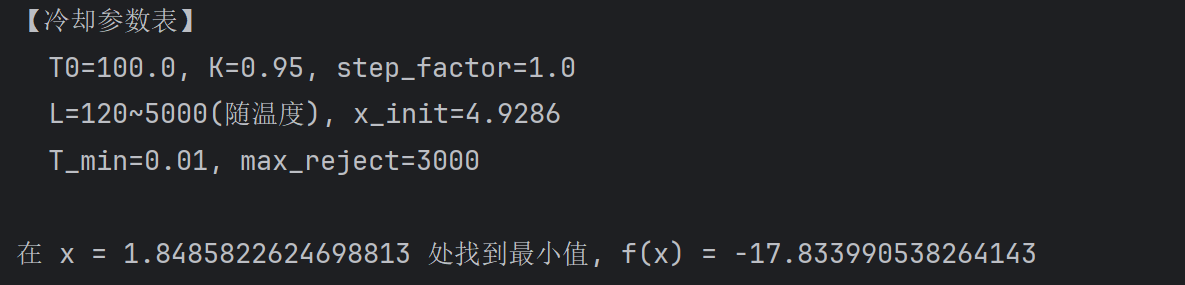 【冷却参数表】
T0=100.0, K=0.95, step_factor=1.0
L=120~5000(随温度), x_init=4.9286
T_min=0.01, max_reject=3000
在 x = 1.8485822624698813 处找到最小值, f(x) = -17.833990538264143